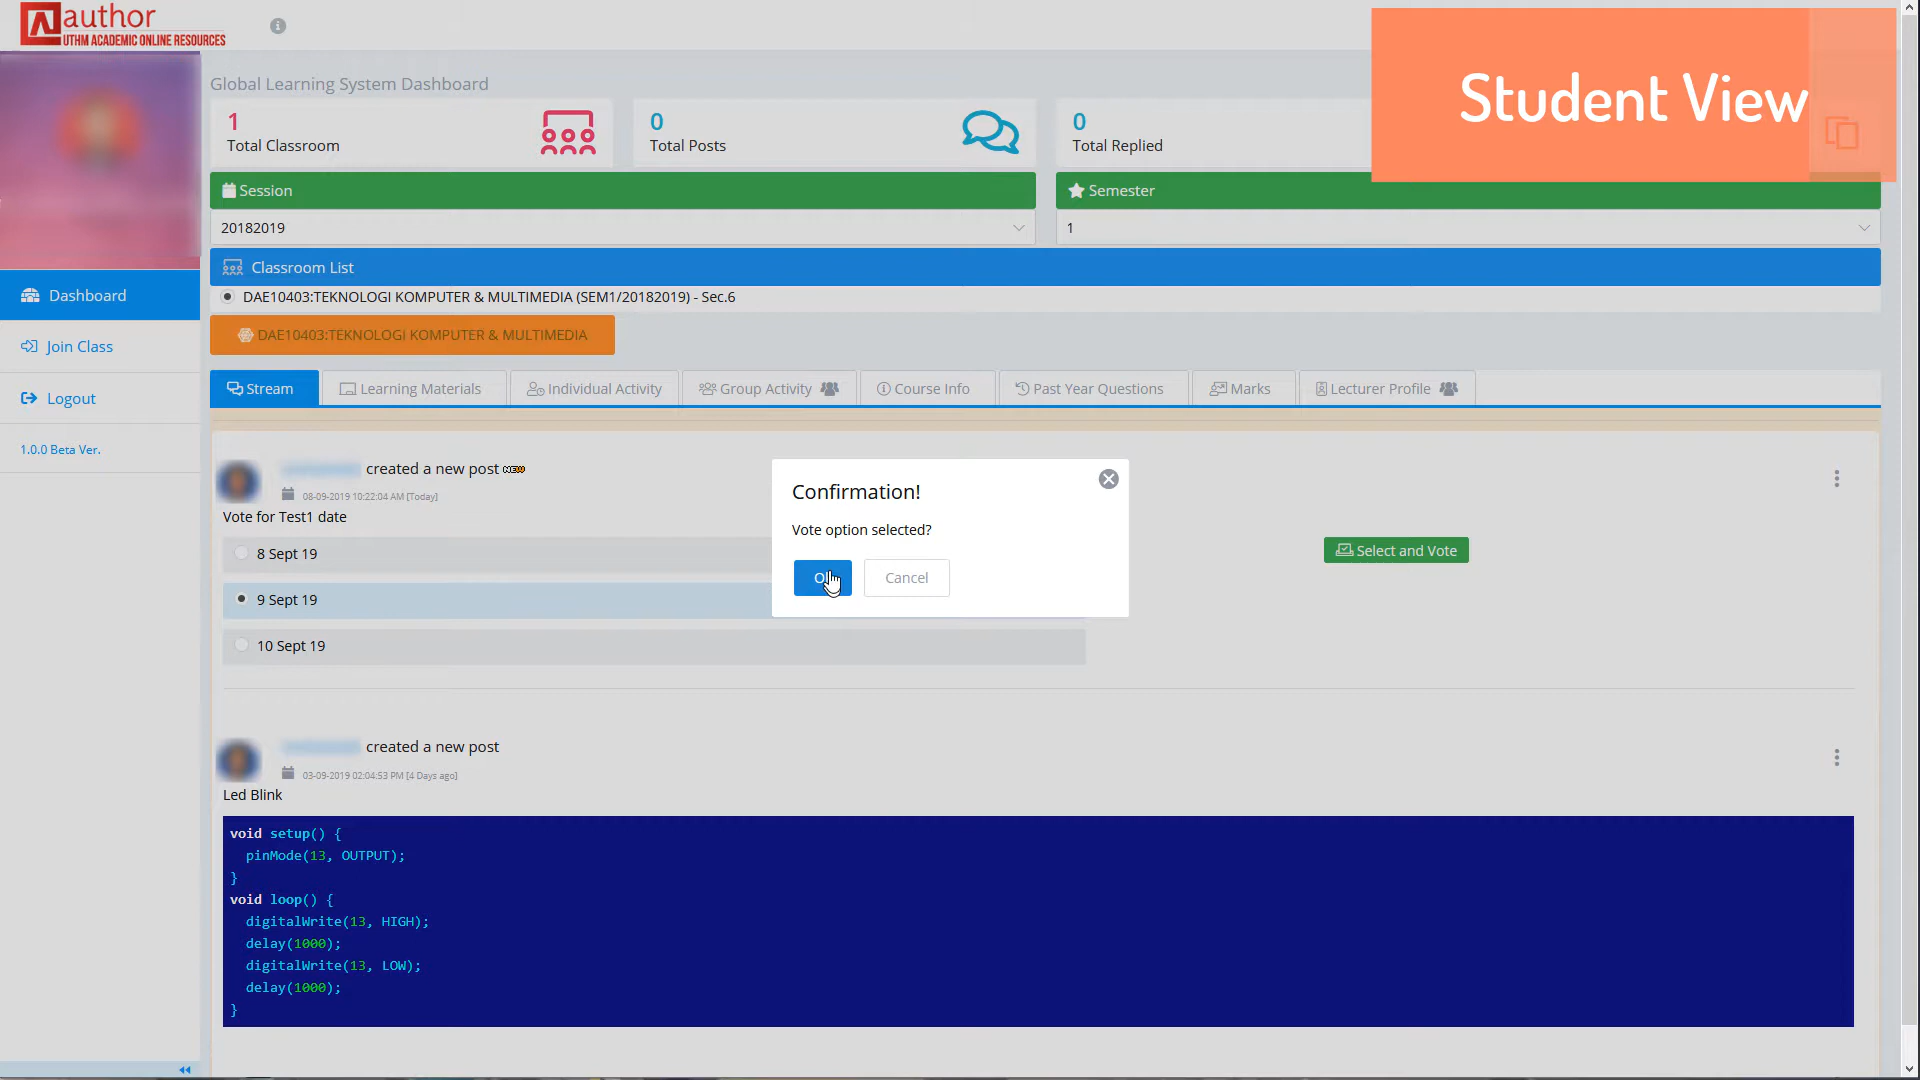 author
UTHM ACADEMIC ONLINE RESOURCES
Student View
Global Learning System Dashboard
1
Total Classroom
0
Total Posts
0
Total Replied
Session
Semester
20182019
1
Classroom List
DAE10403:TEKNOLOGI KOMPUTER & MULTIMEDIA (SEM1/20182019) - Sec.6
DAE10403:TEKNOLOGI KOMPUTER & MULTIMEDIA
Dashboard
Join Class
Logout
1.0.0 Beta Ver.
Stream Learning Materials Individual Activity Group Activity Course Info Past Year Questions Marks Lecturer Profile
created a new post NEW
08-09-2019 10:22:04 AM [Today]
Vote for Test1 date
8 Sept 19
9 Sept 19
10 Sept 19
Select and Vote
Confirmation!
Vote option selected?
Cancel
created a new post
03-09-2019 02:04:53 PM [4 Days ago]
Led Blink
void setup() {
pinMode(13, OUTPUT);
}
void loop() {
digitalWrite(13, HIGH);
delay(1000);
digitalWrite(13, LOW);
delay(1000);
}